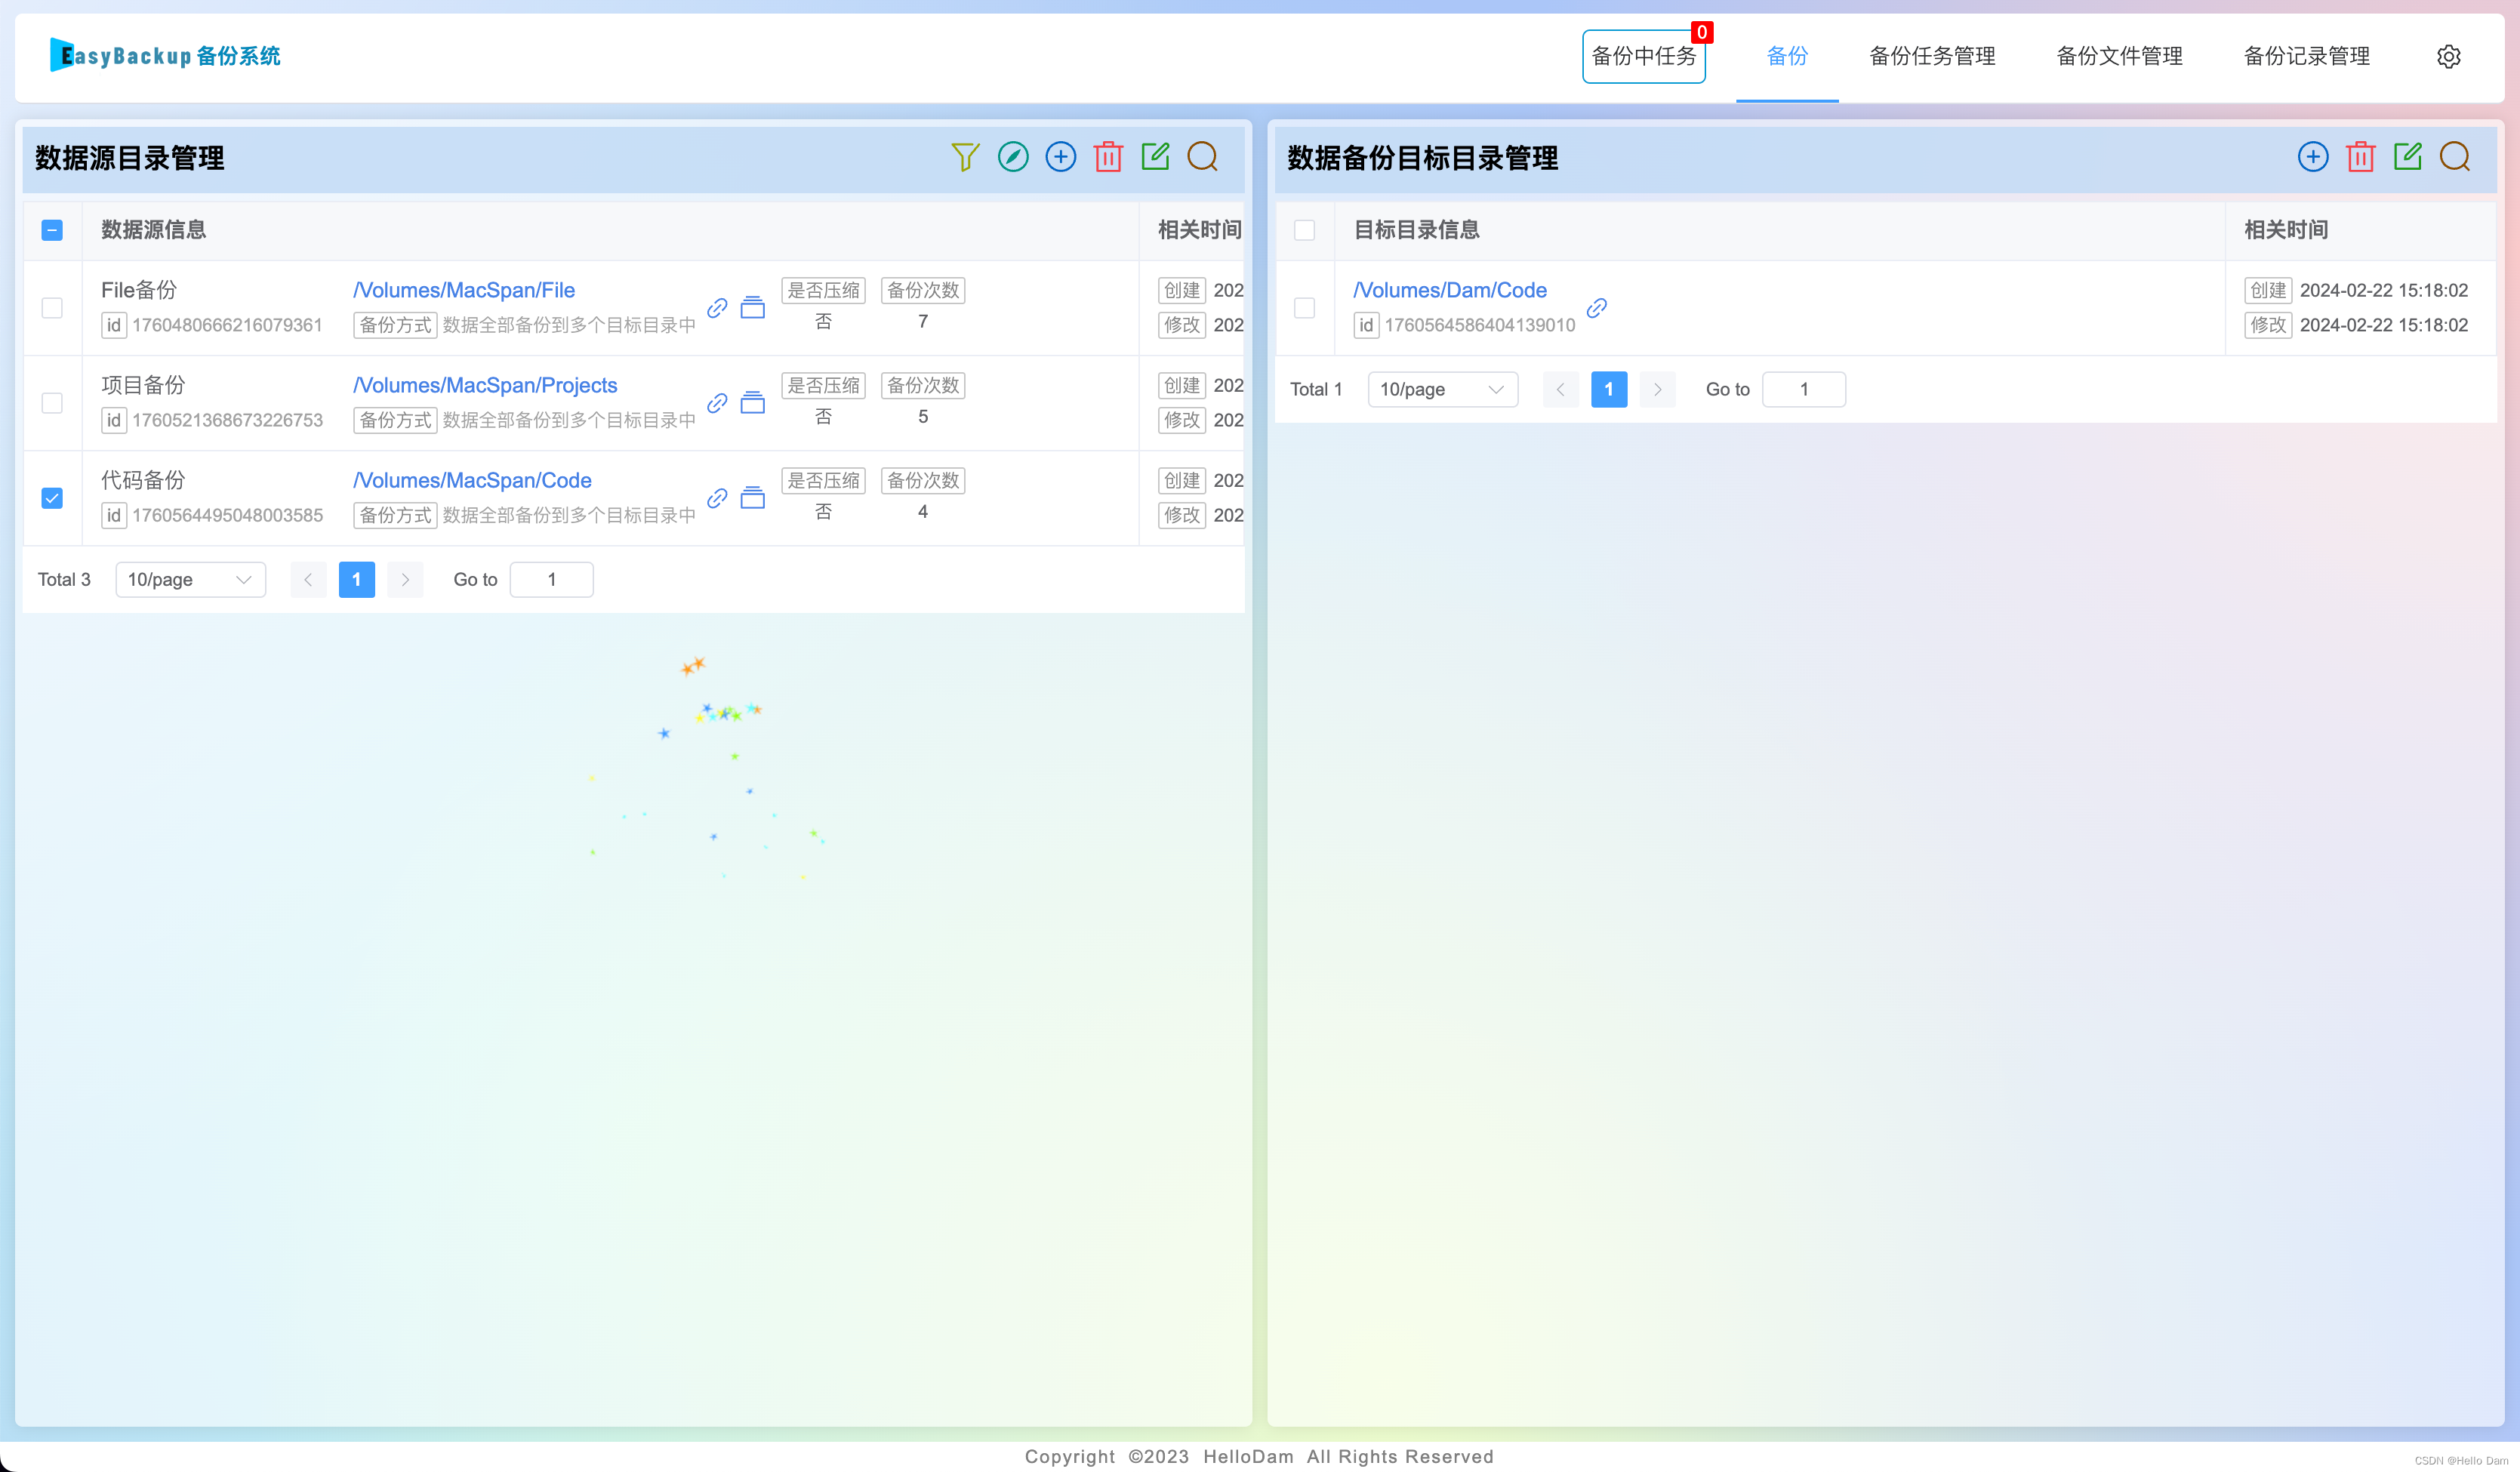 EasyBackup 备份系统
备份中任务 0 备份 备份任务管理 备份文件管理 备份记录管理
数据源目录管理
数据源信息 相关时间
File备份 /Volumes/MacSpan/File 是否压缩 备份次数 创建 202
id 1760480666216079361 备份方式 数据全部备份到多个目标目录中 否 7 修改 202
项目备份 /Volumes/MacSpan/Projects 是否压缩 备份次数 创建 202
id 1760521368673226753 备份方式 数据全部备份到多个目标目录中 否 5 修改 202
代码备份 /Volumes/MacSpan/Code 是否压缩 备份次数 创建 202
id 1760564495048003585 备份方式 数据全部备份到多个目标目录中 否 4 修改 202
Total 3 10/page 1 Go to 1
数据备份目标目录管理
目标目录信息 相关时间
/Volumes/Dam/Code 创建 2024-02-22 15:18:02
id 1760564586404139010 修改 2024-02-22 15:18:02
Total 1 10/page 1 Go to 1
Copyright ©2023 HelloDam All Rights Reserved
CSDN @Hello Dam